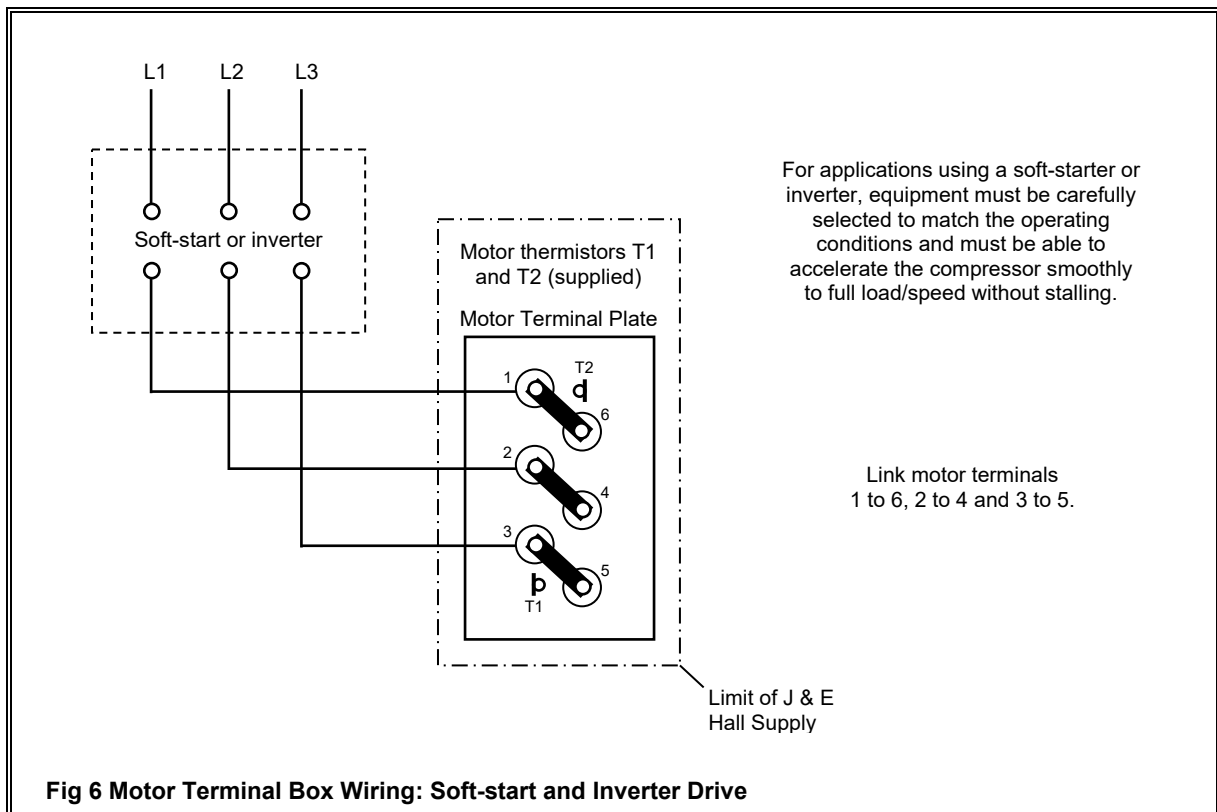 L1 L2 L3
Soft-start or inverter
Motor thermistors T1
and T2 (supplied)
Motor Terminal Plate
1
T2
6
2
4
3
5
T1
For applications using a soft-starter or
inverter, equipment must be carefully
selected to match the operating
conditions and must be able to
accelerate the compressor smoothly
to full load/speed without stalling.
Link motor terminals
1 to 6, 2 to 4 and 3 to 5.
Limit of J & E
Hall Supply
Fig 6 Motor Terminal Box Wiring: Soft-start and Inverter Drive